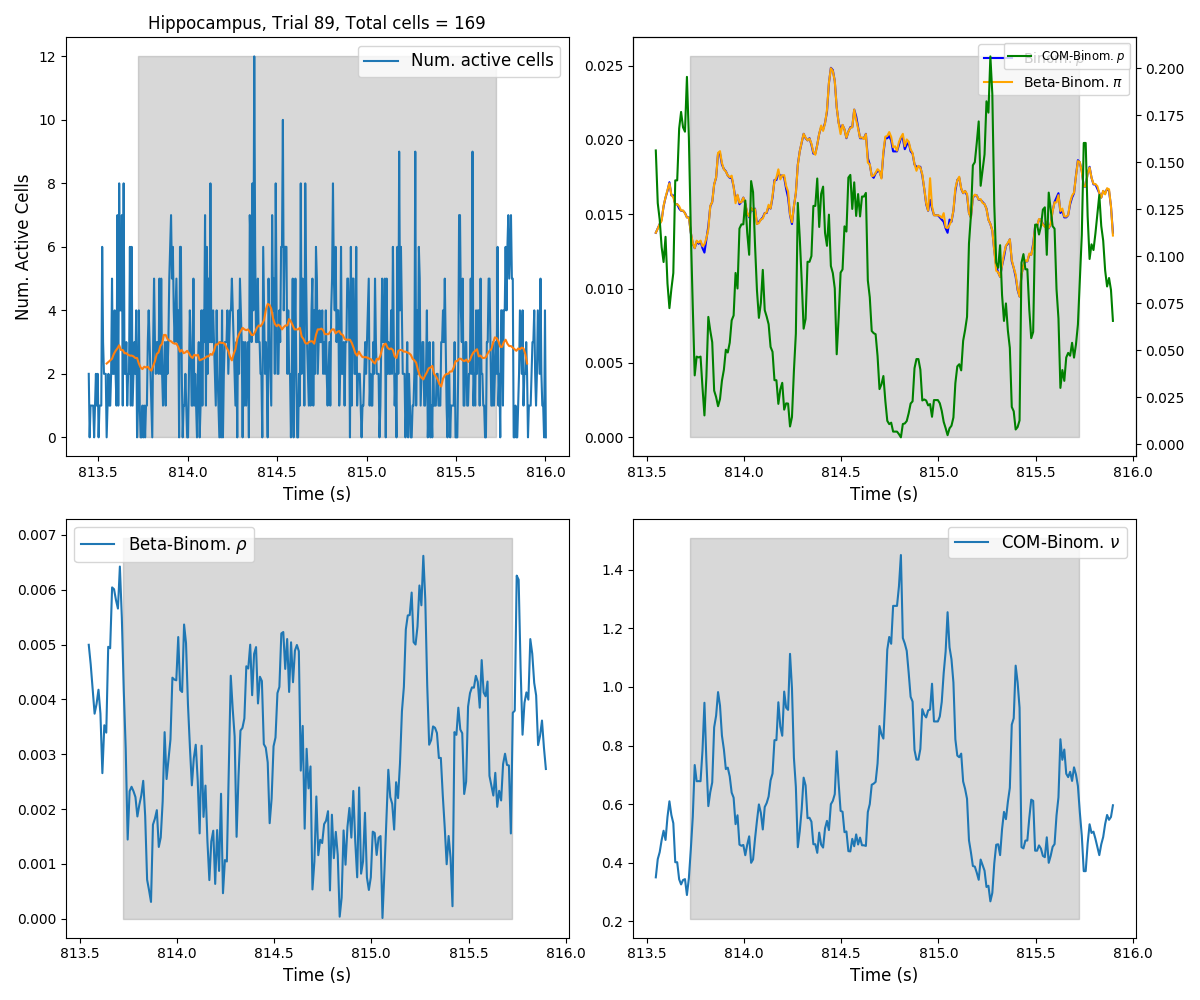 Hippocampus, Trial 89, Total cells = 169
Num. active cells
Num. Active Cells
12
10
8
6
4
2
0
813.5 814.0 814.5 815.0 815.5 816.0
Time (s)
COM-Binom. p
Binom. p
Beta-Binom. π
0.025
0.020
0.015
0.010
0.005
0.000
0.200
0.175
0.150
0.125
0.100
0.075
0.050
0.025
0.000
813.5 814.0 814.5 815.0 815.5 816.0
Time (s)
Beta-Binom. ρ
0.007
0.006
0.005
0.004
0.003
0.002
0.001
0.000
813.5 814.0 814.5 815.0 815.5 816.0
Time (s)
COM-Binom. ν
1.4
1.2
1.0
0.8
0.6
0.4
0.2
813.5 814.0 814.5 815.0 815.5 816.0
Time (s)